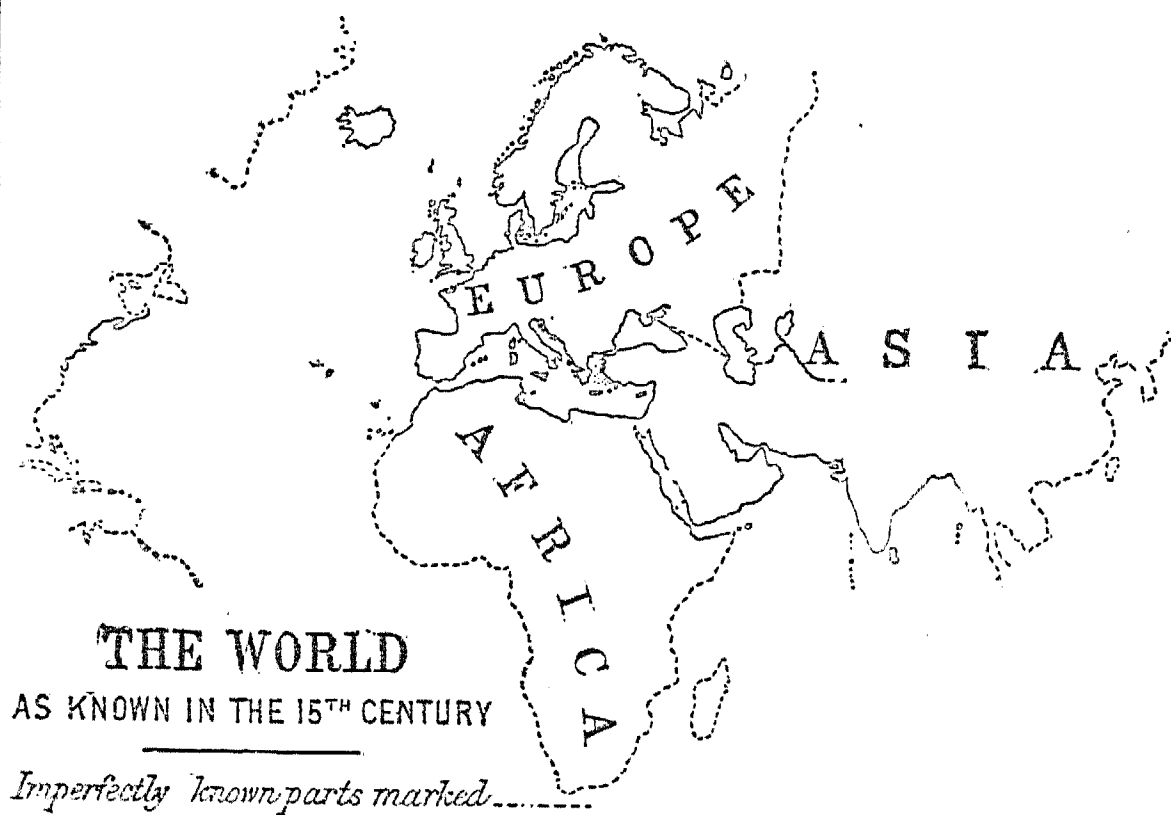 EUROPE
ASIA
AFRICA
THE WORLD
AS KNOWN IN THE 15TH CENTURY
Imperfectly known parts marked